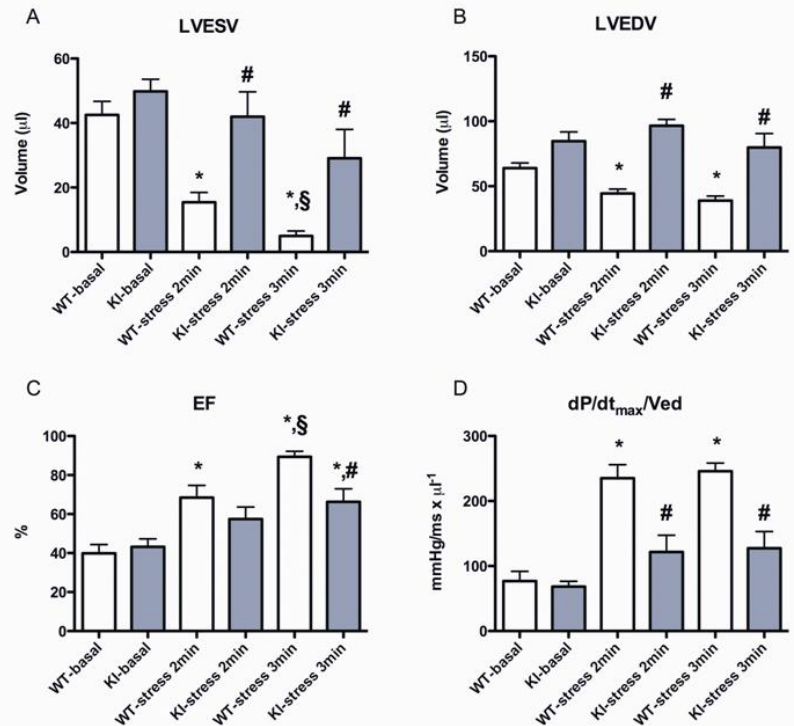 A
LVESV
Volume (µl)
60
40
20
0
*
#
*,§
#
WT-basal
KI-basal
WT-stress 2min
KI-stress 2min
WT-stress 3min
KI-stress 3min
B
LVEDV
Volume (µl)
150
100
50
0
*
#
*
#
WT-basal
KI-basal
WT-stress 2min
KI-stress 2min
WT-stress 3min
KI-stress 3min
C
EF
%
100
80
60
40
20
0
*
*,§
*,#
WT-basal
KI-basal
WT-stress 2min
KI-stress 2min
WT-stress 3min
KI-stress 3min
D
dP/dtmax/Ved
mmHg/ms x µl-1
300
200
100
0
*
#
*
#
WT-basal
KI-basal
WT-stress 2min
KI-stress 2min
WT-stress 3min
KI-stress 3min